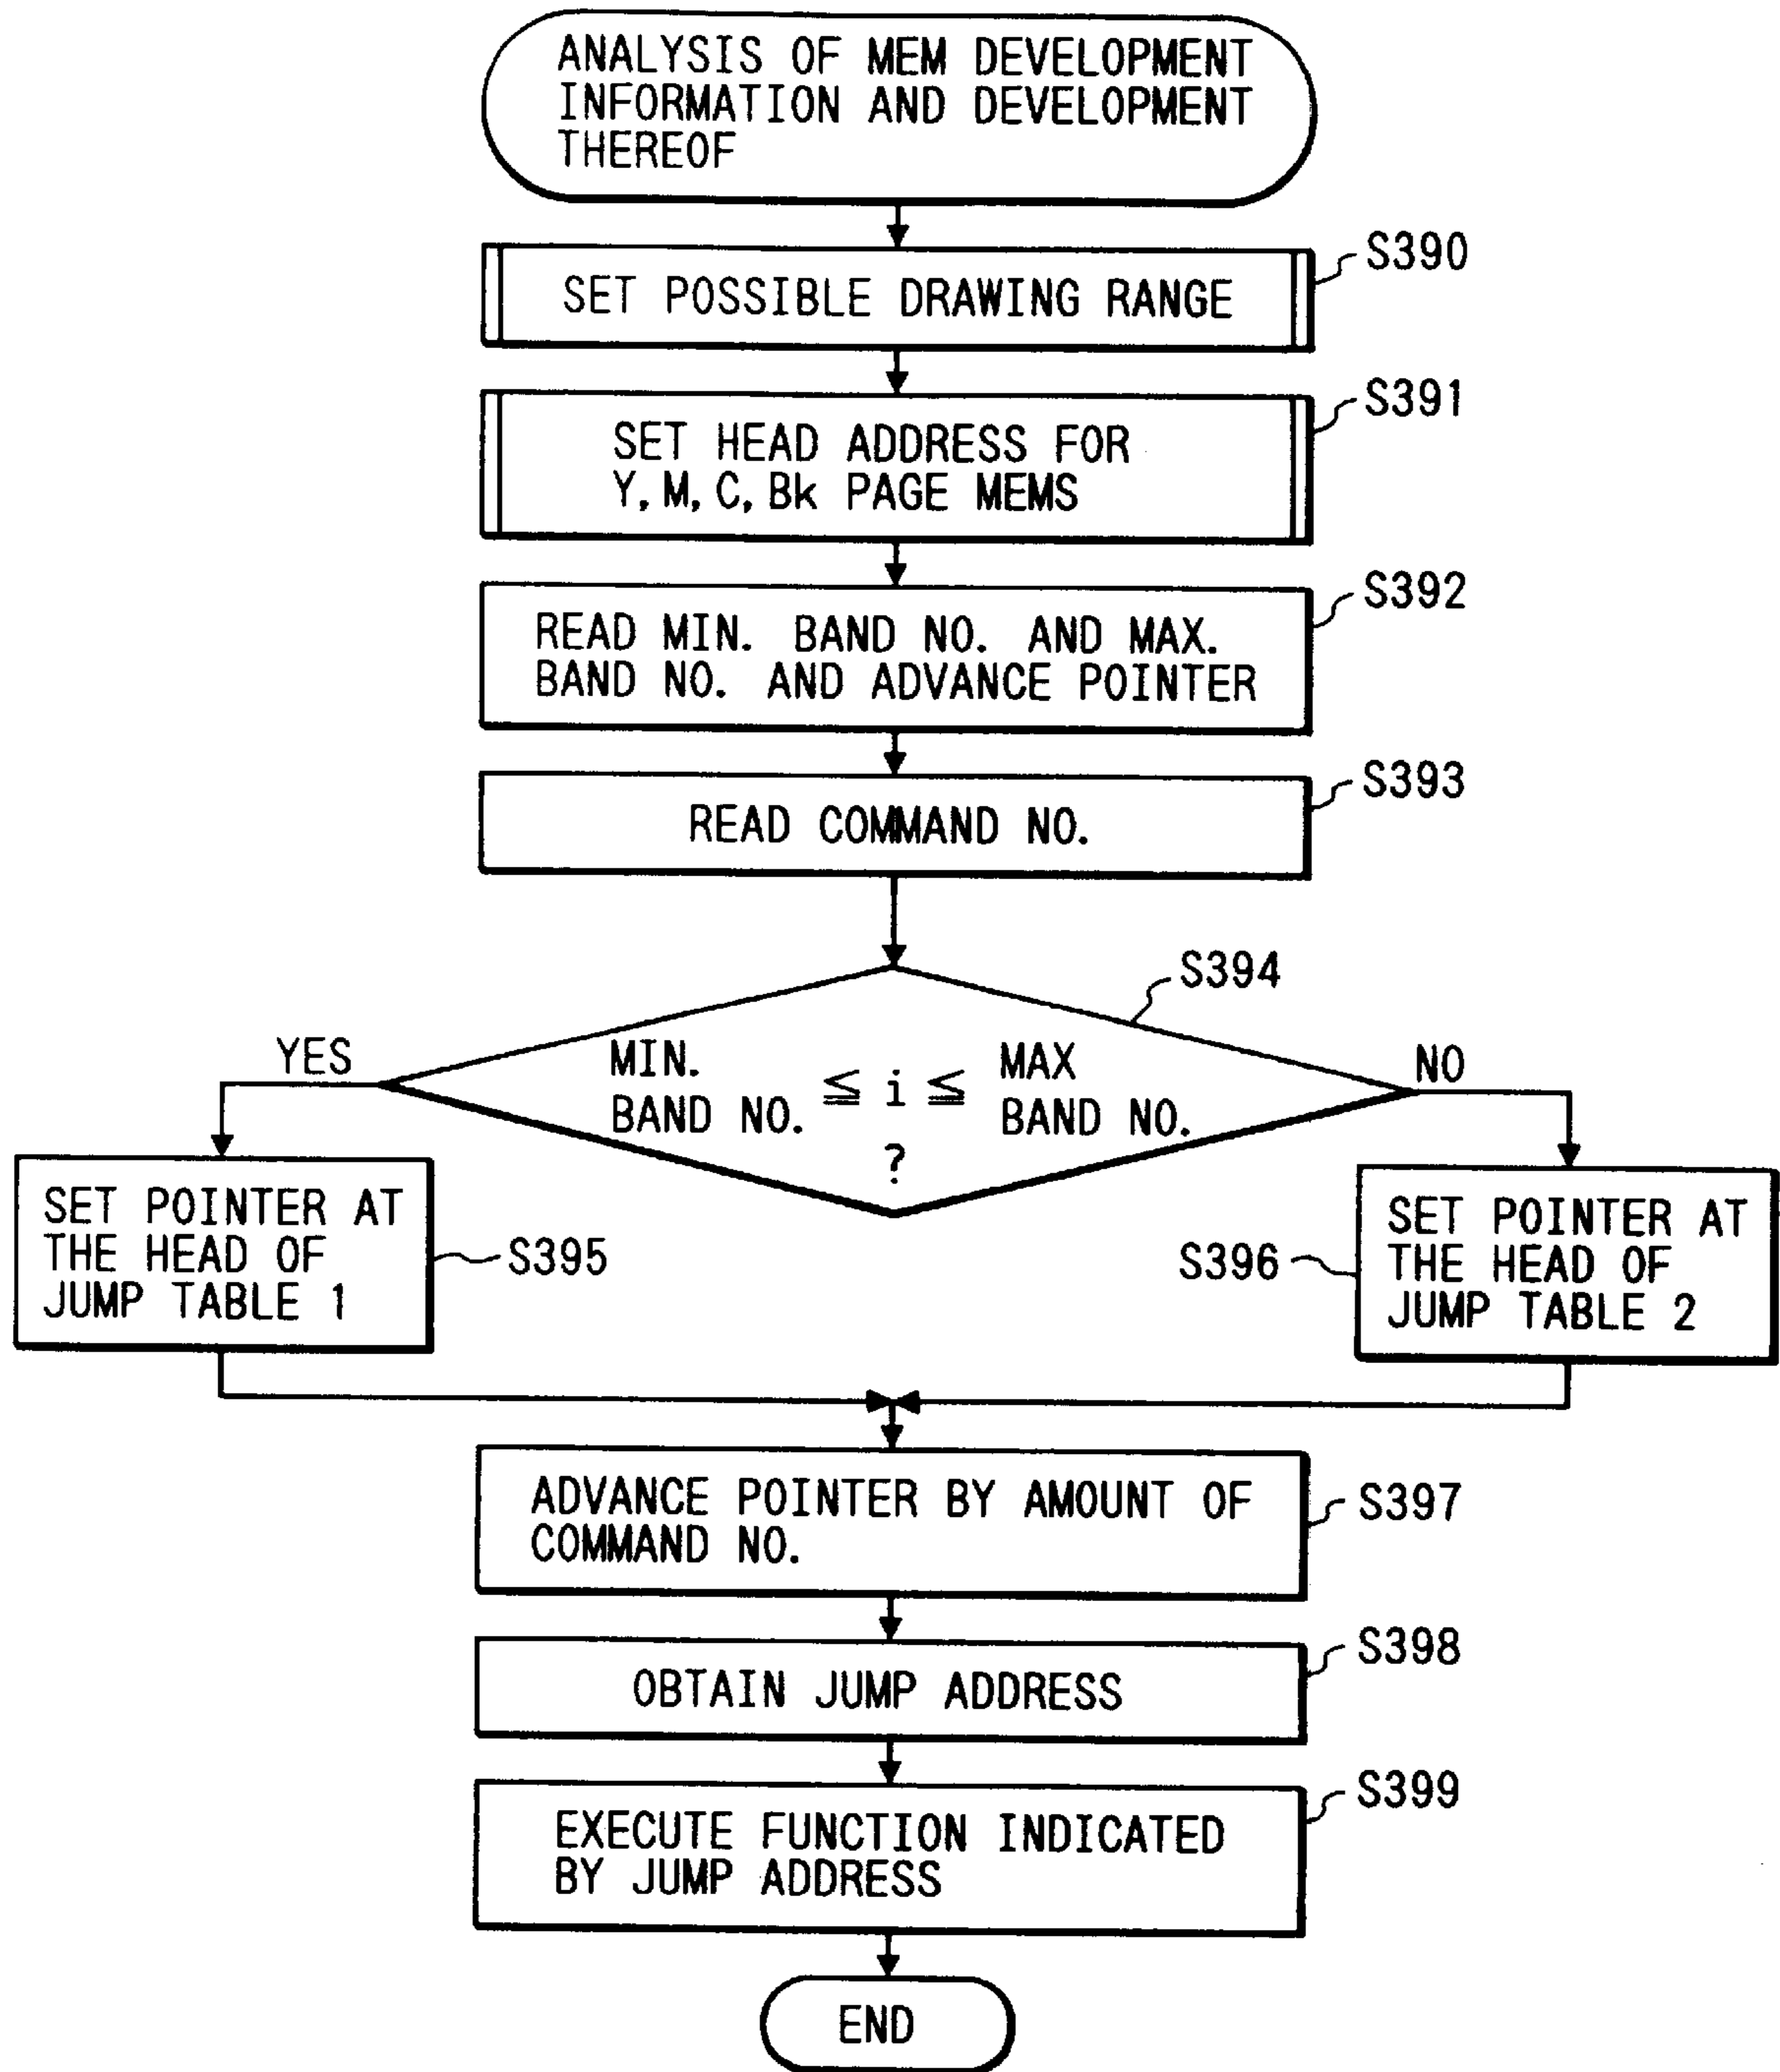 ANALYSIS OF MEM DEVELOPMENT
INFORMATION AND DEVELOPMENT
THEREOF
S390
SET POSSIBLE DRAWING RANGE
S391
SET HEAD ADDRESS FOR
Y, M, C, Bk PAGE MEMS
S392
READ MIN. BAND NO. AND MAX.
BAND NO. AND ADVANCE POINTER
S393
READ COMMAND NO.
S394
YES
NO
MIN.
BAND NO.
≦ i ≦
MAX
BAND NO.
?
SET POINTER AT
THE HEAD OF
JUMP TABLE 1
S395
S396
SET POINTER AT
THE HEAD OF
JUMP TABLE 2
ADVANCE POINTER BY AMOUNT OF
COMMAND NO.
S397
S398
OBTAIN JUMP ADDRESS
S399
EXECUTE FUNCTION INDICATED
BY JUMP ADDRESS
END